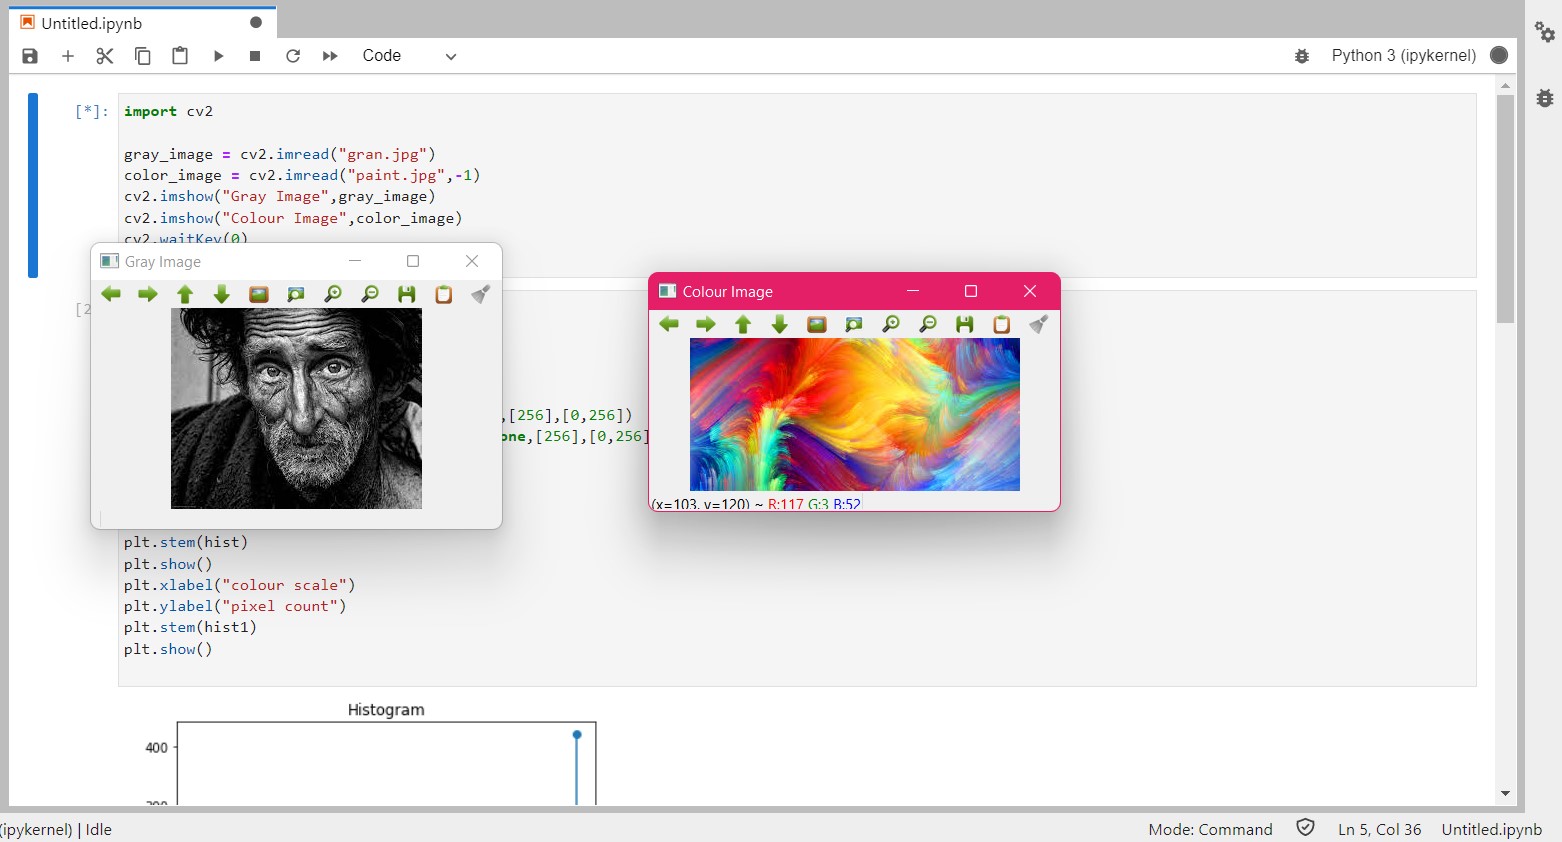 Untitled.ipynb
Code
Python 3 (ipykernel)
[*]:
import cv2
gray_image = cv2.imread("gran.jpg")
color_image = cv2.imread("paint.jpg",-1)
cv2.imshow("Gray Image",gray_image)
cv2.imshow("Colour Image",color_image)
cv2.waitKey(0)
Gray Image
Colour Image
[2
,[256],[0,256])
one,[256],[0,256]
(x=103, y=120) ~ R:117 G:3 B:52
plt.stem(hist)
plt.show()
plt.xlabel("colour scale")
plt.ylabel("pixel count")
plt.stem(hist1)
plt.show()
Histogram
400
(ipykernel) | Idle
Mode: Command
Ln 5, Col 36
Untitled.ipynb